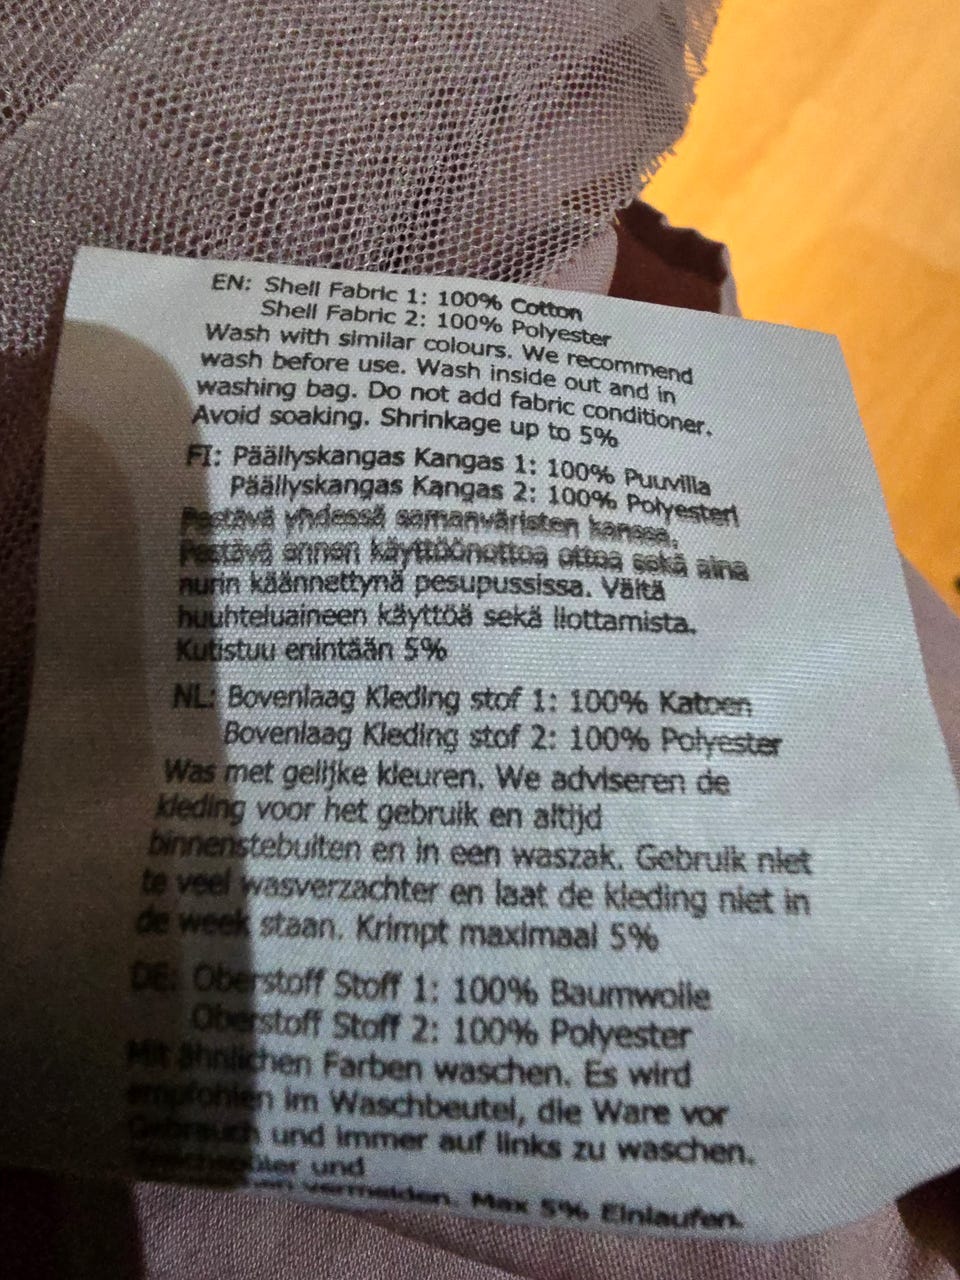 EN: Shell Fabric 1: 100% Cotton
Shell Fabric 2: 100% Polyester
Wash with similar colours. We recommend
wash before use. Wash inside out and in
washing bag. Do not add fabric conditioner.
Avoid soaking. Shrinkage up to 5%
FI: Päällyskangas Kangas 1: 100% Puuvilla
Päällyskangas Kangas 2: 100% Polyesteri
Pestävä yhdessä samanväristen kanssa.
Pestävä ennen käyttöönottoa ottoa sekä aina
nurin käännettynä pesupussissa. Vältä
huuhteluaineen käyttöä sekä liottamista.
Kutistuu enintään 5%
NL: Bovenlaag Kleding stof 1: 100% Katoen
Bovenlaag Kleding stof 2: 100% Polyester
Was met gelijke kleuren. We adviseren de
kleding voor het gebruik en altijd
binnenstebuiten en in een waszak. Gebruik niet
te veel wasverzachter en laat de kleding niet in
de week staan. Krimpt maximaal 5%
DE: Oberstoff Stoff 1: 100% Baumwolle
Oberstoff Stoff 2: 100% Polyester
Mit ähnlichen Farben waschen. Es wird
empfohlen im Waschbeutel, die Ware vor
Gebrauch und immer auf links zu waschen.
und
vermeiden. Max 5% Einlaufen.